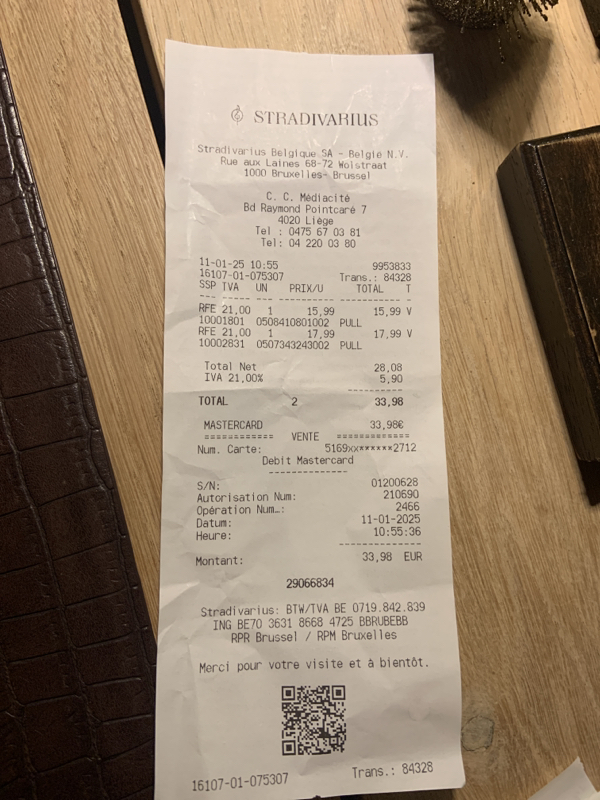 STRADIVARIUS
Stradivarius Belgique SA - België N.V.
Rue aux Laines 68-72 Wolstraat
1000 Bruxelles- Brussel
C. C. Médiacité
Bd Raymond Pointcaré 7
4020 Liège
Tel : 0475 67 03 81
Tel: 04 220 03 80
11-01-25 10:55 9953833
16107-01-075307 Trans.: 84328
SSP IVA UN PRIX/U TOTAL T
RFE 21,00 1 15,99 15,99 V
10001801 0508410801002 PULL
RFE 21,00 1 17,99 17,99 V
10002831 0507343243002 PULL
Total Net 28,08
IVA 21,00% 5,90
TOTAL 2 33,98
MASTERCARD 33,98€
============ VENTE ============
Num. Carte: 5169xx******2712
Debit Mastercard
--------------
S/N: 01200628
Autorisation Num: 210690
Opération Num…: 2466
Datum: 11-01-2025
Heure: 10:55:36
Montant: 33,98 EUR
29066834
Stradivarius: BTW/TVA BE 0719.842.839
ING BE70 3631 8668 4725 BBRUBEBB
RPR Brussel / RPM Bruxelles
Merci pour votre visite et à bientôt.
16107-01-075307 Trans.: 84328